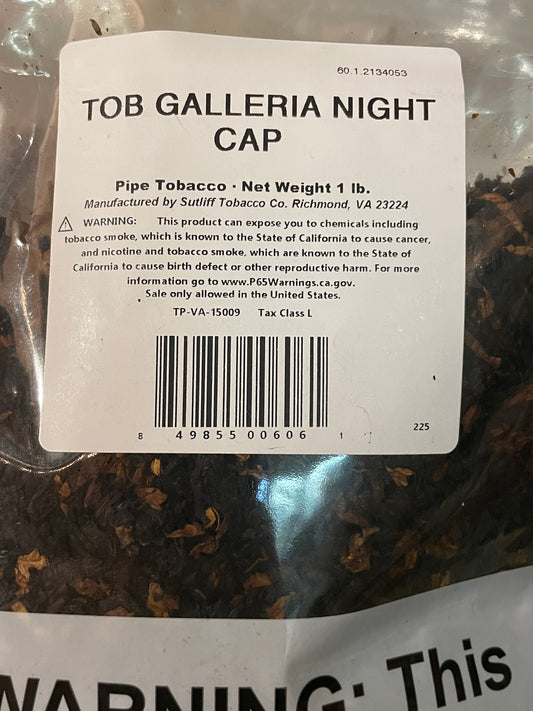 60.1.2134053
TOB GALLERIA NIGHT
CAP
Pipe Tobacco · Net Weight 1 lb.
Manufactured by Sutliff Tobacco Co. Richmond, VA 23224
WARNING: This product can expose you to chemicals including
tobacco smoke, which is known to the State of California to cause cancer,
and nicotine and tobacco smoke, which are known to the State of
California to cause birth defect or other reproductive harm. For more
information go to www.P65Warnings.ca.gov.
Sale only allowed in the United States.
TP-VA-15009 Tax Class L
8 49855 00606 1
225
WARNING: This